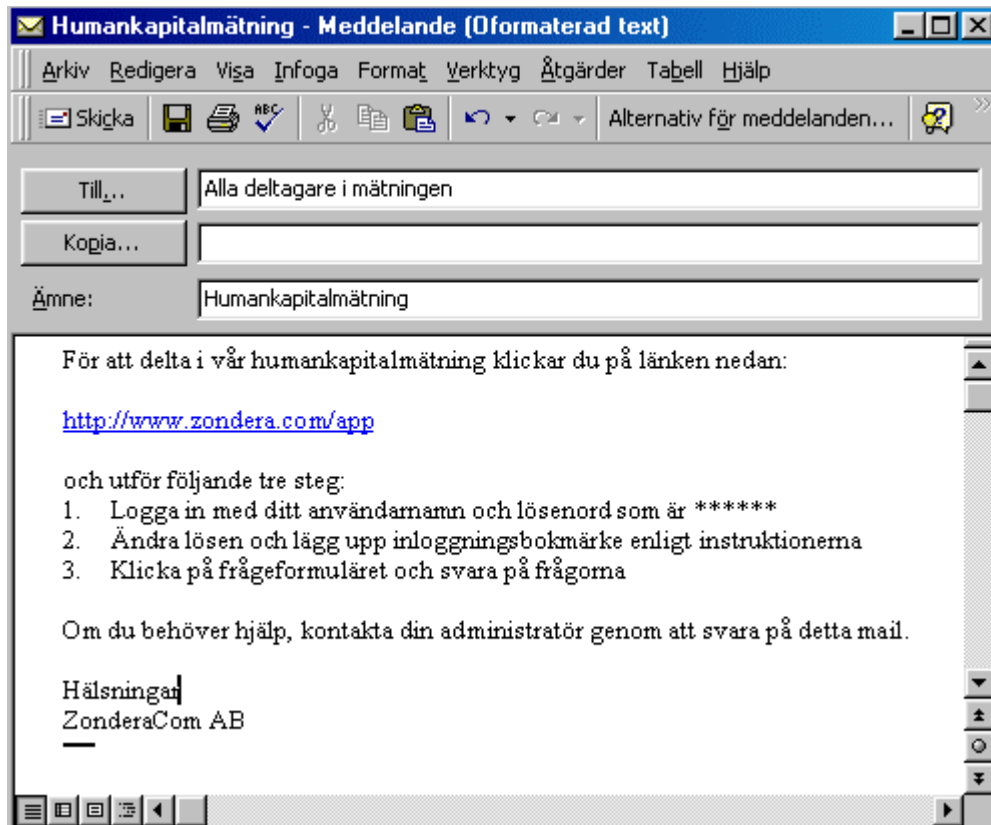 Humankapitalmätning - Meddelande (Oformaterad text)
Arkiv Redigera Visa Infoga Format Verktyg Åtgärder Tabell Hjälp
Skicka ABC Alternativ för meddelanden...
Till... Alla deltagare i mätningen
Kopia...
Ämne: Humankapitalmätning
För att delta i vår humankapitalmätning klickar du på länken nedan:
http://www.zondera.com/app
och utför följande tre steg:
1. Logga in med ditt användarnamn och lösenord som är ******
2. Ändra lösen och lägg upp inloggningsbokmärke enligt instruktionerna
3. Klicka på frågeformuläret och svara på frågorna
Om du behöver hjälp, kontakta din administratör genom att svara på detta mail.
Hälsningar
ZonderaCom AB